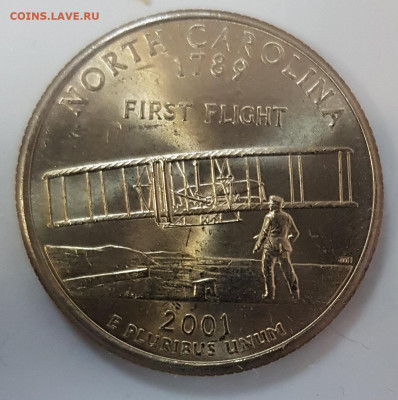 COINS.LAVE.RU
NORTH CAROLINA
1789
FIRST FLIGHT
2001
E PLURIBUS UNUM